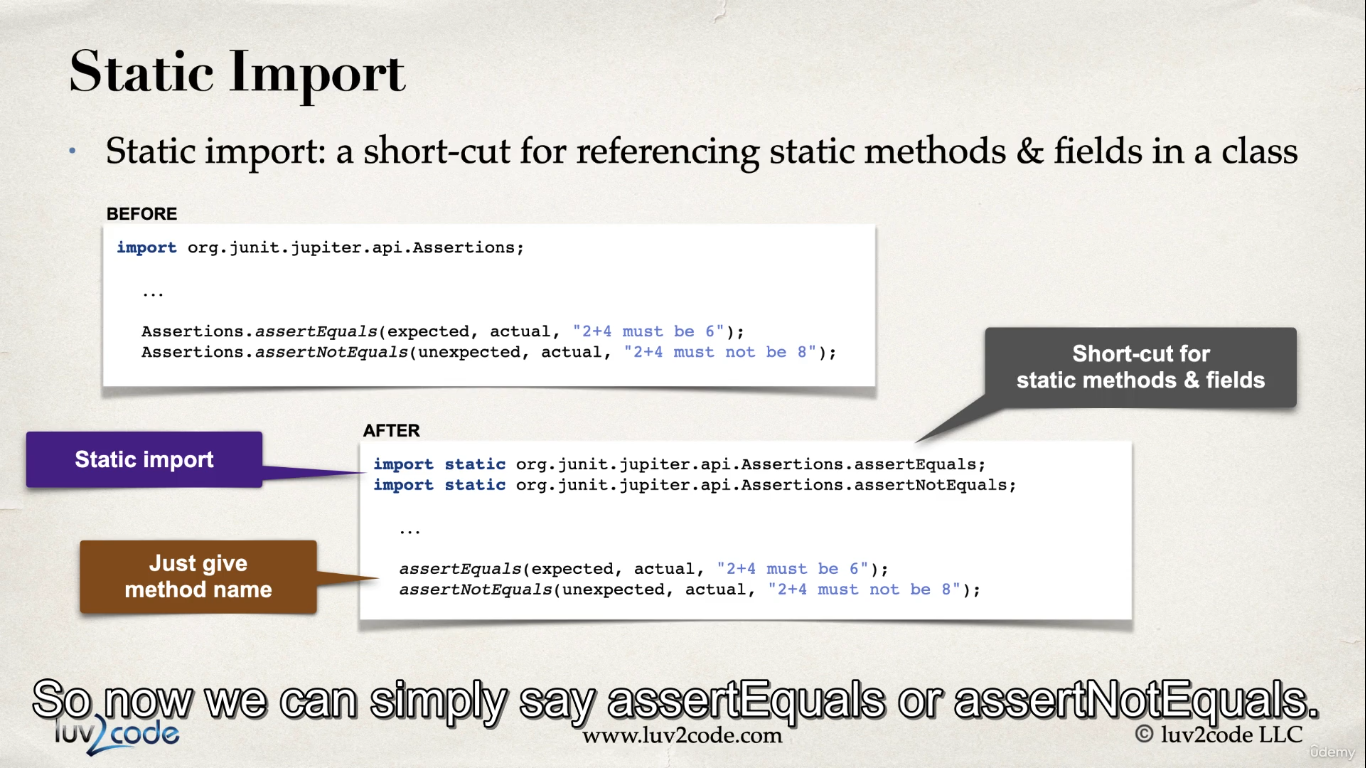 Static Import
• Static import: a short-cut for referencing static methods & fields in a class
BEFORE
import org.junit.jupiter.api.Assertions;
...
Assertions.assertEquals(expected, actual, "2+4 must be 6");
Assertions.assertNotEquals(unexpected, actual, "2+4 must not be 8");
Short-cut for
static methods & fields
AFTER
Static import
import static org.junit.jupiter.api.Assertions.assertEquals;
import static org.junit.jupiter.api.Assertions.assertNotEquals;
...
Just give
method name
assertEquals(expected, actual, "2+4 must be 6");
assertNotEquals(unexpected, actual, "2+4 must not be 8");
So now we can simply say assertEquals or assertNotEquals.
luv2code
www.luv2code.com
© luv2code LLC
ûdemy